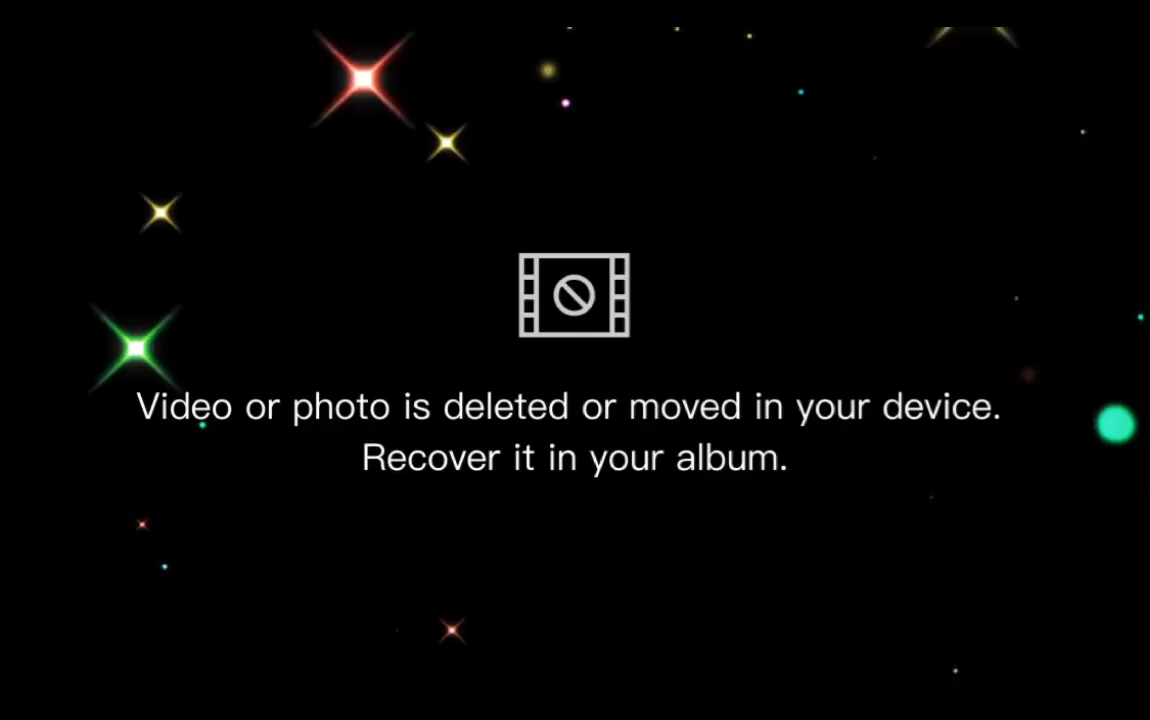 Video or photo is deleted or moved in your device.
Recover it in your album.